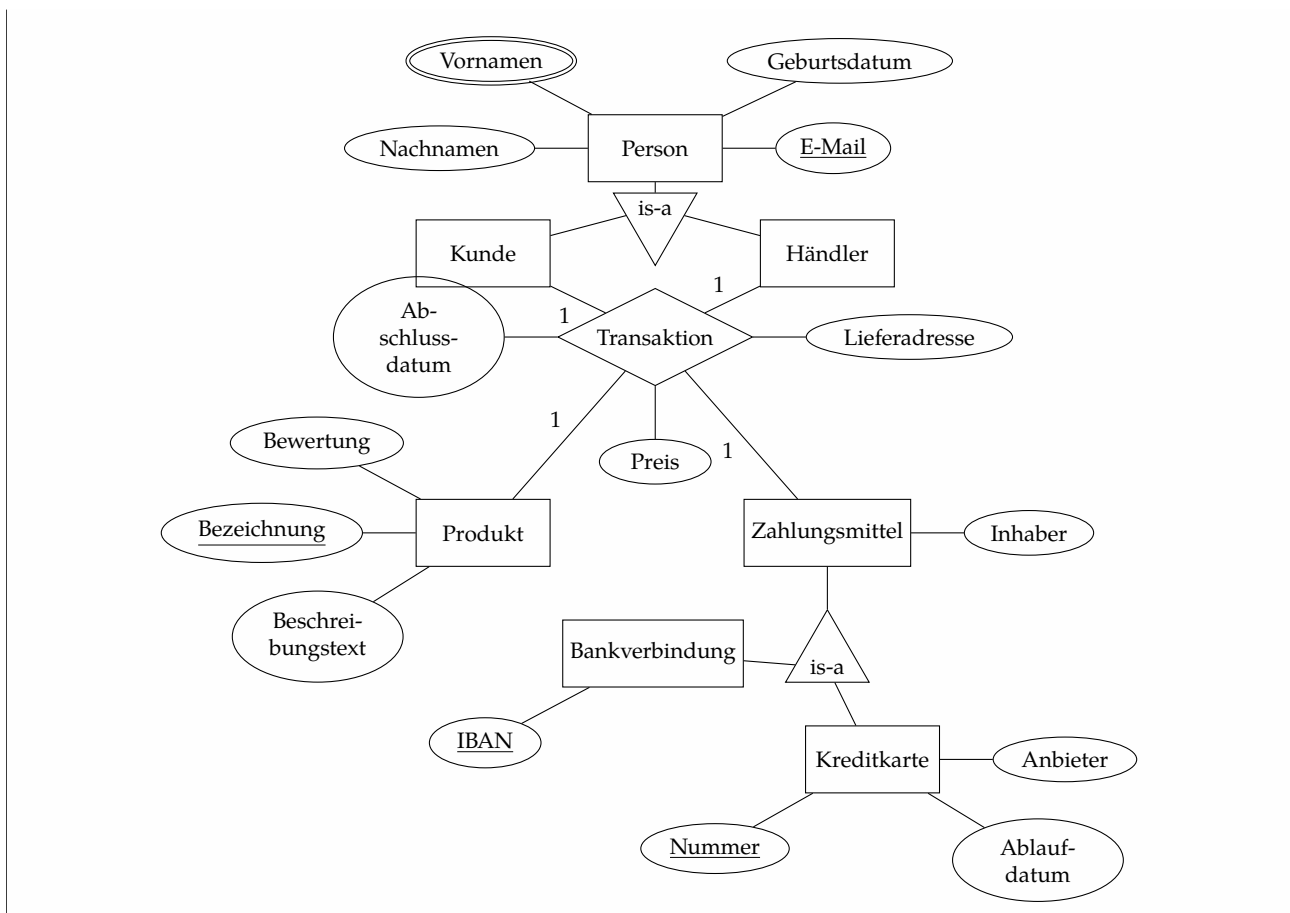 Vornamen
Geburtsdatum
Nachnamen
Person
E-Mail
is-a
Kunde
Händler
1
Ab-
schluss-
datum
1
Transaktion
Lieferadresse
1
Bewertung
Preis
1
Bezeichnung
Produkt
Zahlungsmittel
Inhaber
Beschrei-
bungstext
Bankverbindung
is-a
IBAN
Kreditkarte
Anbieter
Nummer
Ablauf-
datum